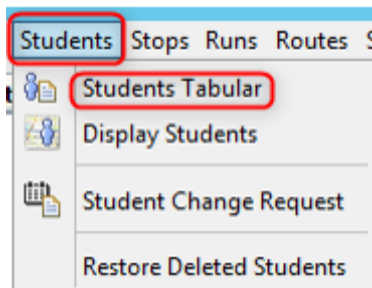 Students Stops Runs Routes
Students Tabular
Display Students
Student Change Request
Restore Deleted Students